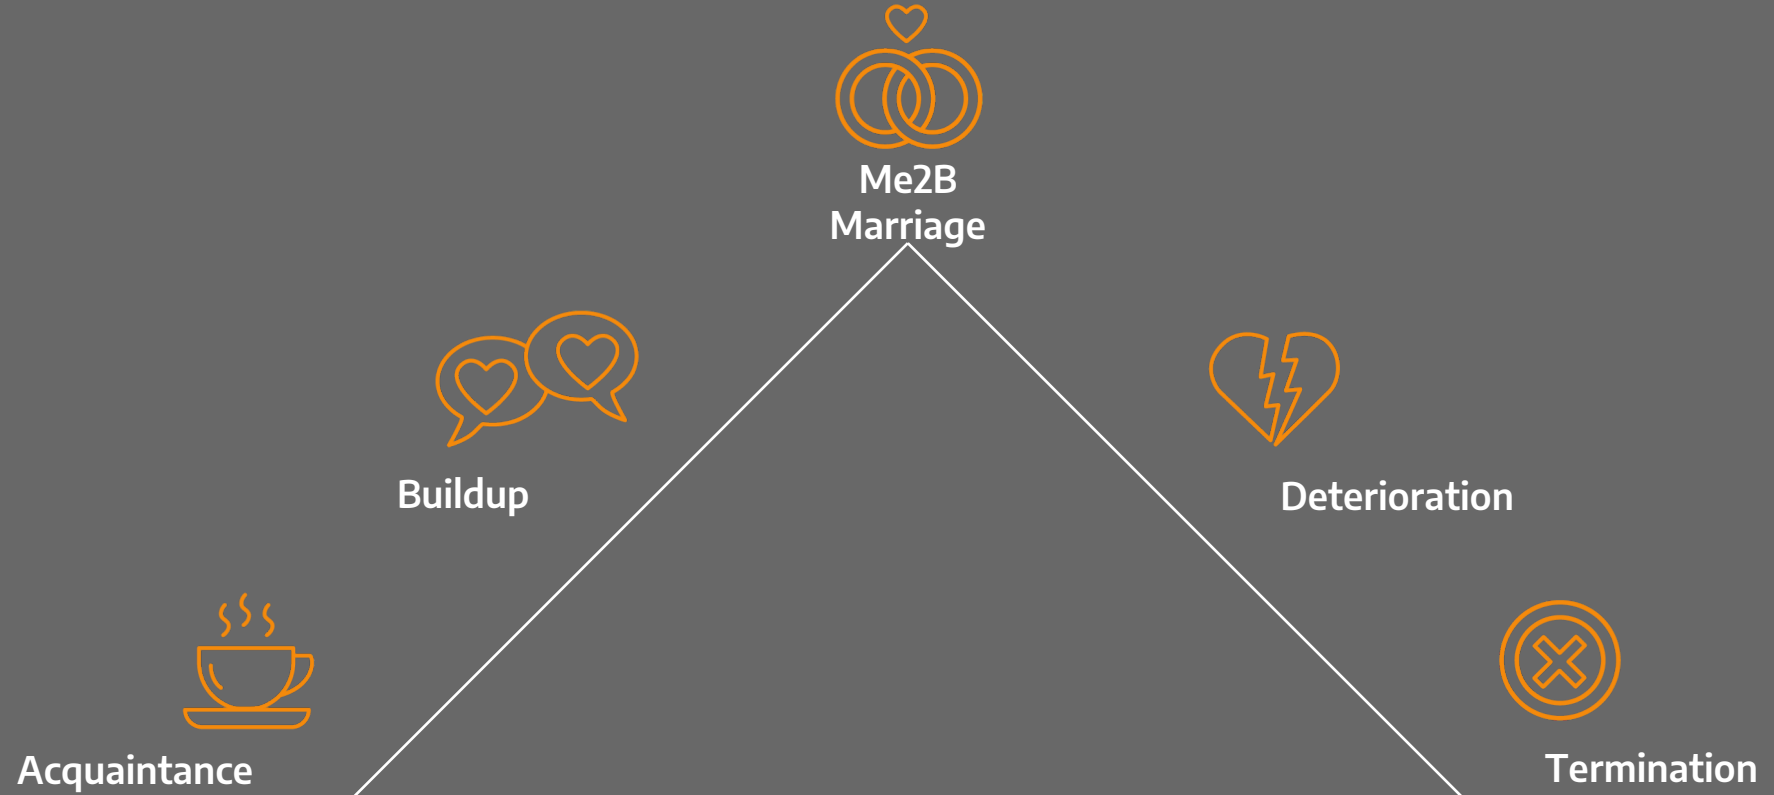 Me2B
Marriage
Buildup
Deterioration
Acquaintance
Termination